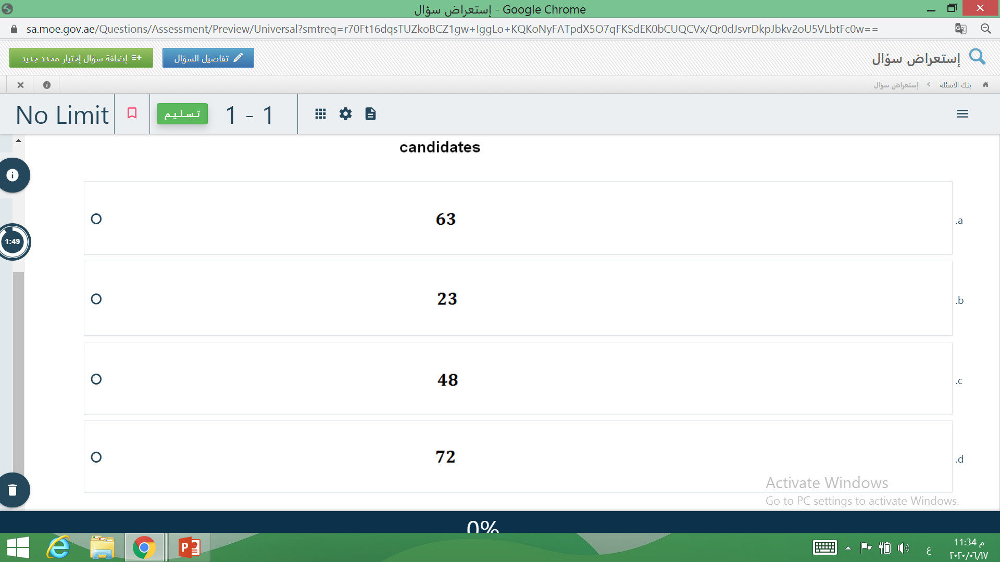 إستعراض سؤال - Google Chrome
sa.moe.gov.ae/Questions/Assessment/Preview/Universal?smtreq=r70Ft16dqsTUZkoBCZ1gw+IggLo+KQKoNyFATpdX5O7qFKSdEK0bCUQCVx/Qr0dJsvrDkpJbkv2oU5VLbtFc0w==
إستعراض سؤال
تفاصيل السؤال
إضافة سؤال إختيار محدد جديد
بنك الأسئلة > إستعراض سؤال
No Limit
تسليم
1 - 1
candidates
63
.a
1:49
23
.b
48
.c
72
.d
Activate Windows
Go to PC settings to activate Windows.
0%
11:34 م
ع
٢٠٢٠/٠٦/١٧